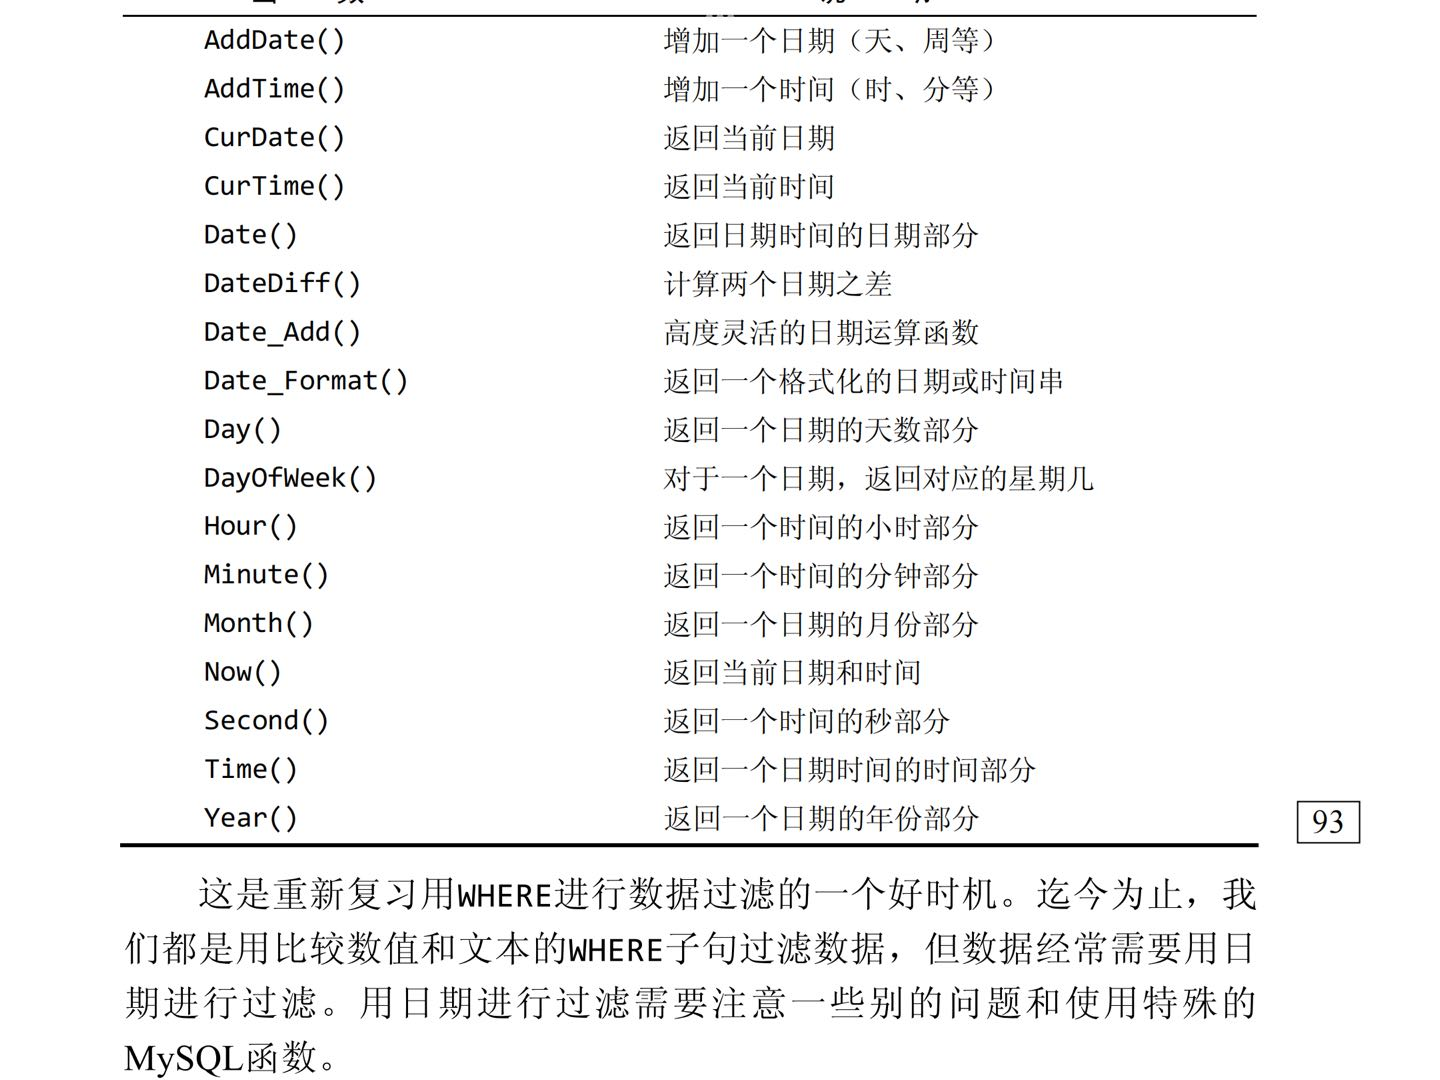 AddDate() 增加一个日期（天、周等）
AddTime() 增加一个时间（时、分等）
CurDate() 返回当前日期
CurTime() 返回当前时间
Date() 返回日期时间的日期部分
DateDiff() 计算两个日期之差
Date_Add() 高度灵活的日期运算函数
Date_Format() 返回一个格式化的日期或时间串
Day() 返回一个日期的天数部分
DayOfWeek() 对于一个日期，返回对应的星期几
Hour() 返回一个时间的小时部分
Minute() 返回一个时间的分钟部分
Month() 返回一个日期的月份部分
Now() 返回当前日期和时间
Second() 返回一个时间的秒部分
Time() 返回一个日期时间的时间部分
Year() 返回一个日期的年份部分
93
这是重新复习用WHERE进行数据过滤的一个好时机。迄今为止，我
们都是用比较数值和文本的WHERE子句过滤数据，但数据经常需要用日
期进行过滤。用日期进行过滤需要注意一些别的问题和使用特殊的
MySQL函数。